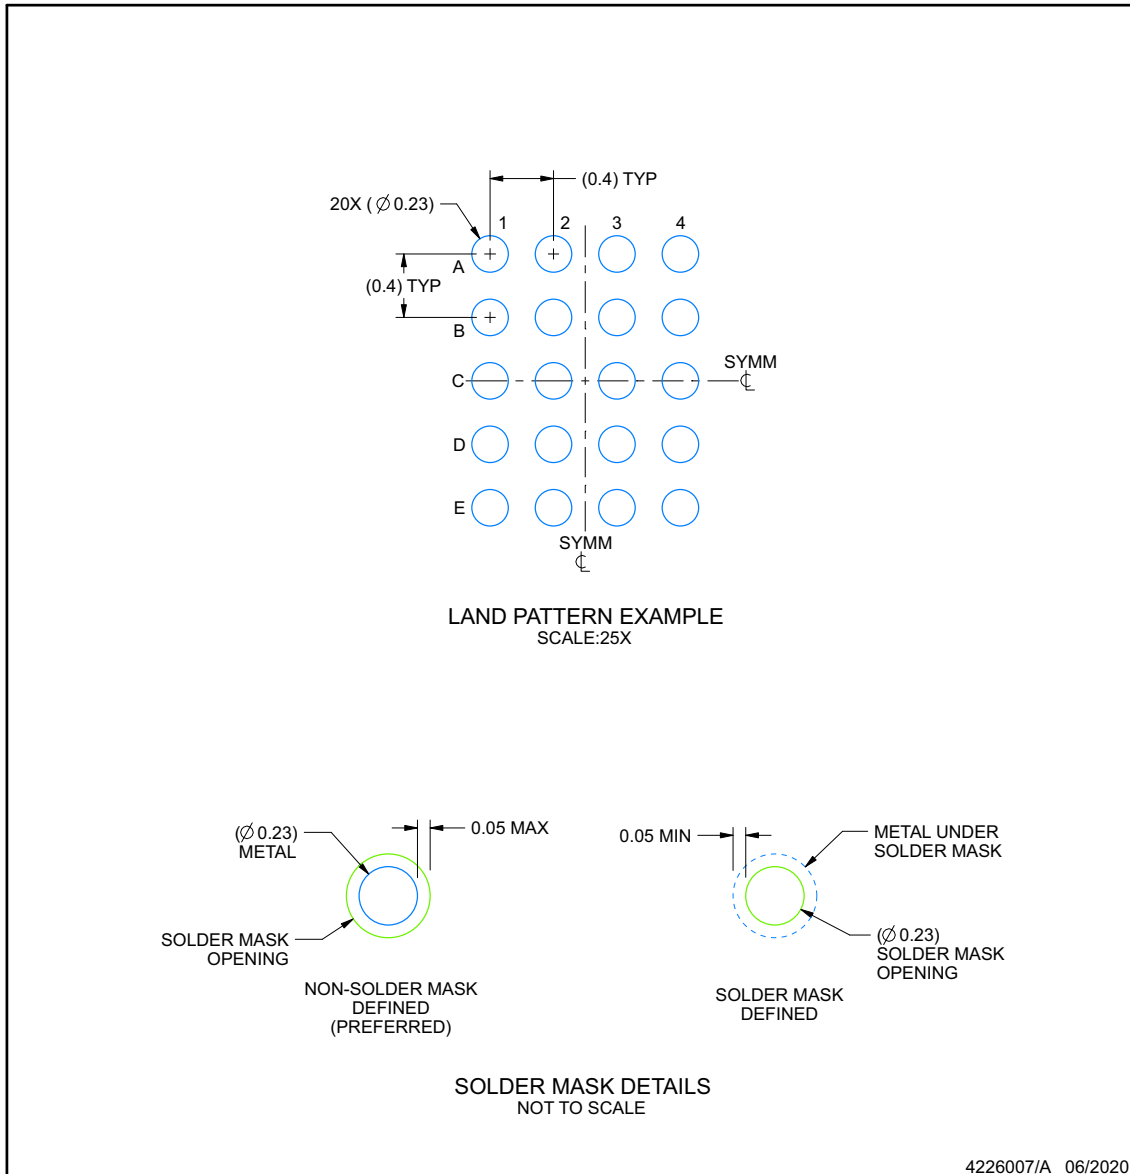 (0.4) TYP
20X (∅0.23)
1 2 3 4
A
(0.4) TYP
B
C
SYMM
℄
D
E
SYMM
℄
LAND PATTERN EXAMPLE
SCALE:25X
(∅0.23)
METAL
0.05 MAX
SOLDER MASK
OPENING
NON-SOLDER MASK
DEFINED
(PREFERRED)
0.05 MIN
METAL UNDER
SOLDER MASK
(∅0.23)
SOLDER MASK
OPENING
SOLDER MASK
DEFINED
SOLDER MASK DETAILS
NOT TO SCALE
4226007/A 06/2020